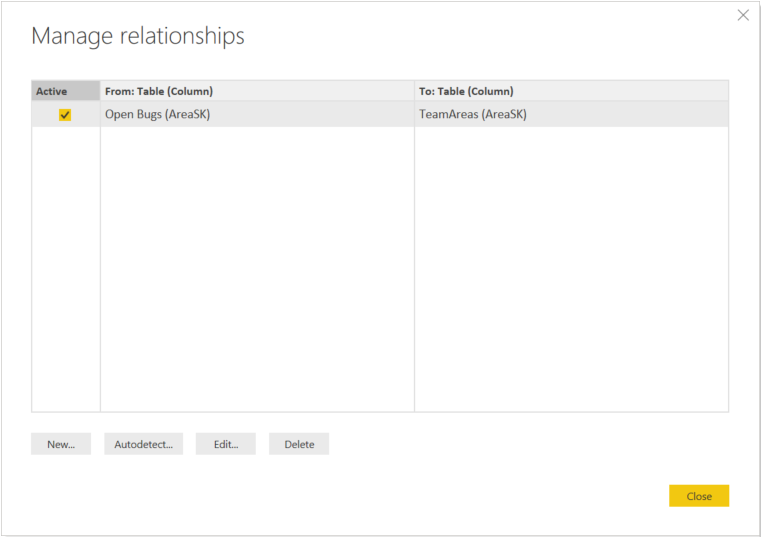 Manage relationships
Active From: Table (Column) To: Table (Column)
Open Bugs (AreaSK) TeamAreas (AreaSK)
New... Autodetect... Edit... Delete
Close